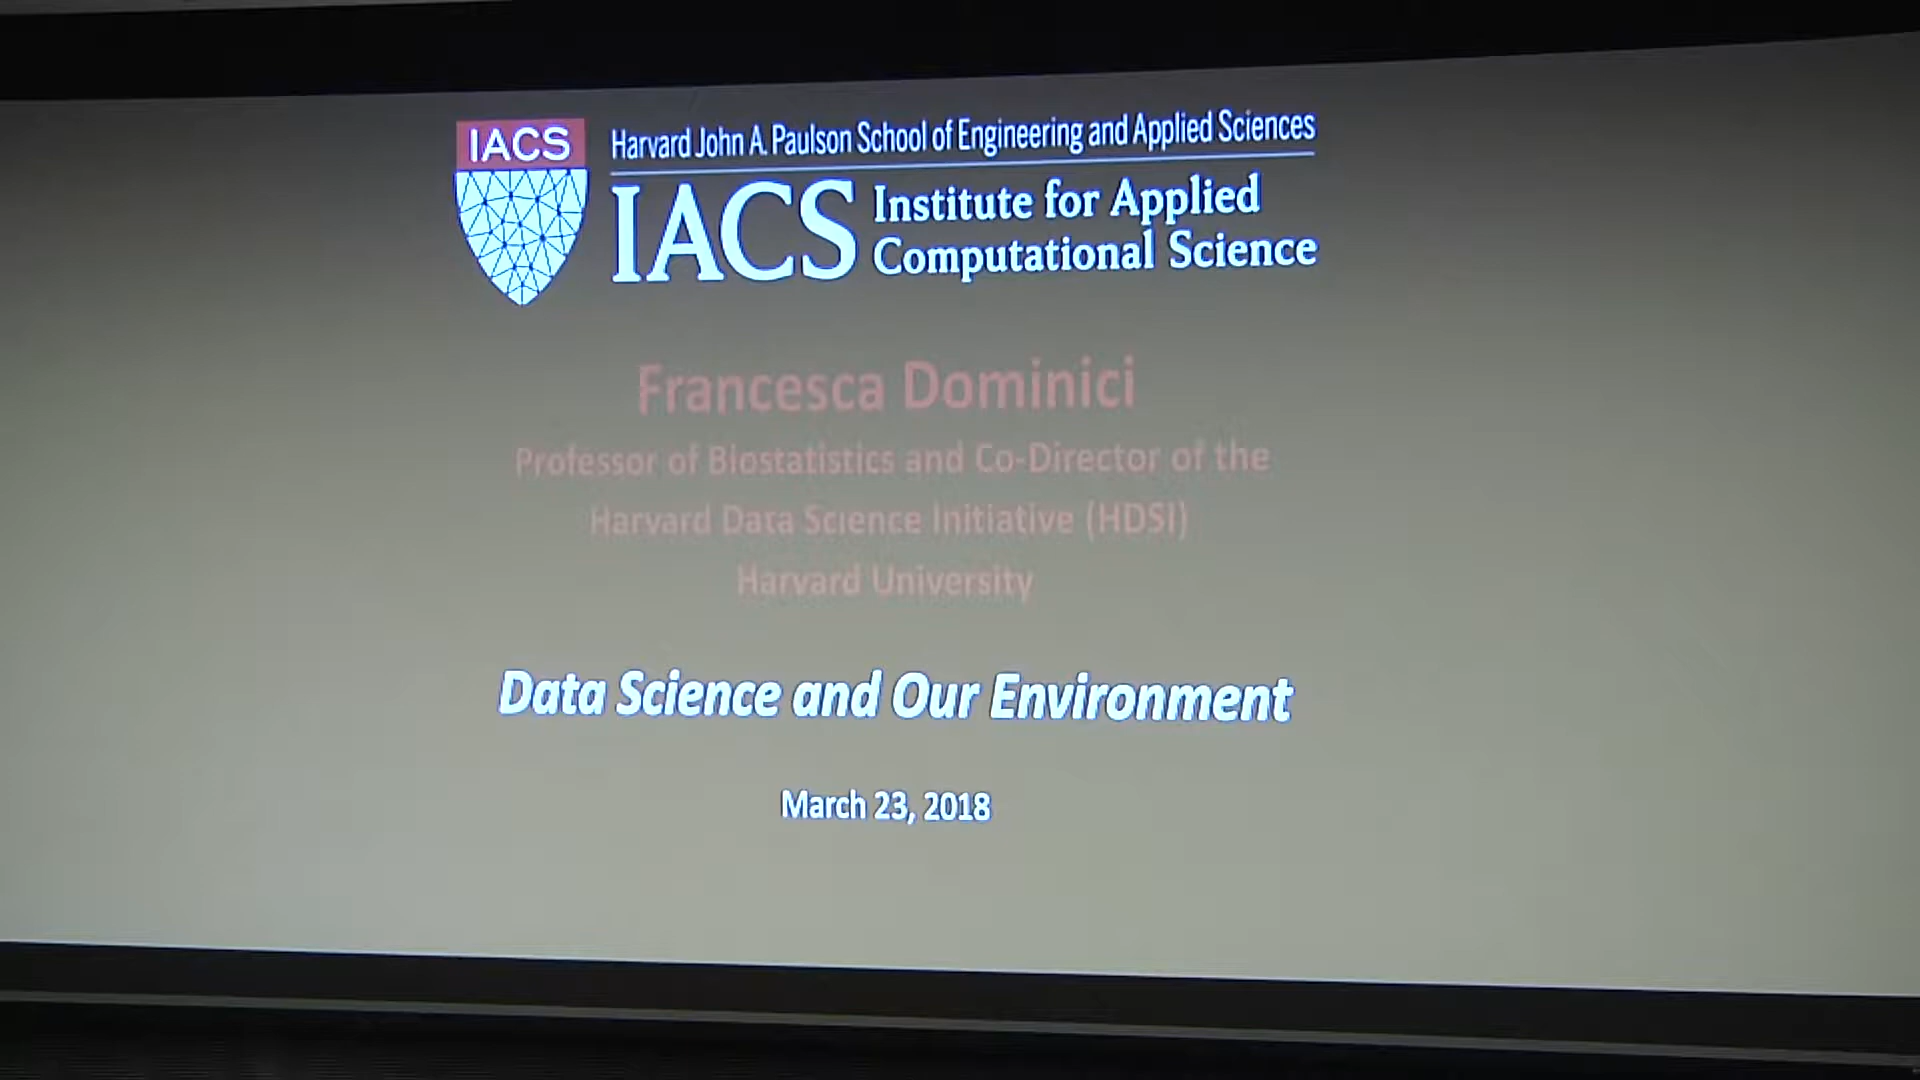 IACS
Harvard John A. Paulson School of Engineering and Applied Sciences
IACS
Institute for Applied
Computational Science
Francesca Dominici
Professor of Biostatistics and Co-Director of the
Harvard Data Science Initiative (HDSI)
Harvard University
Data Science and Our Environment
March 23, 2018